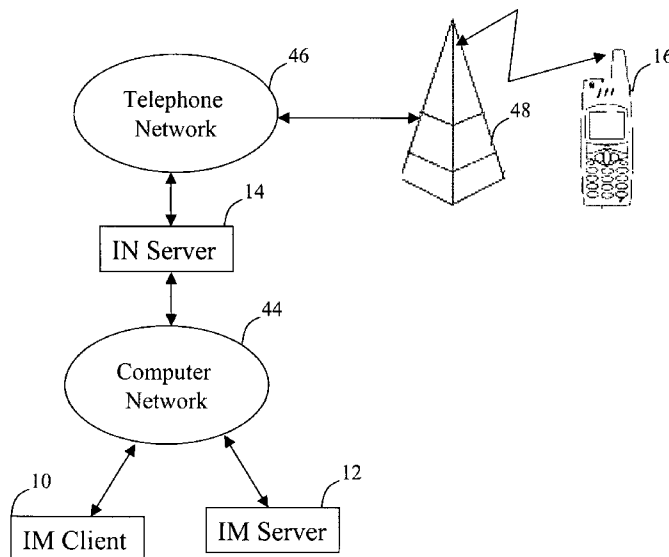 46
Telephone
Network
16
48
14
IN Server
44
Computer
Network
10
12
IM Client
IM Server